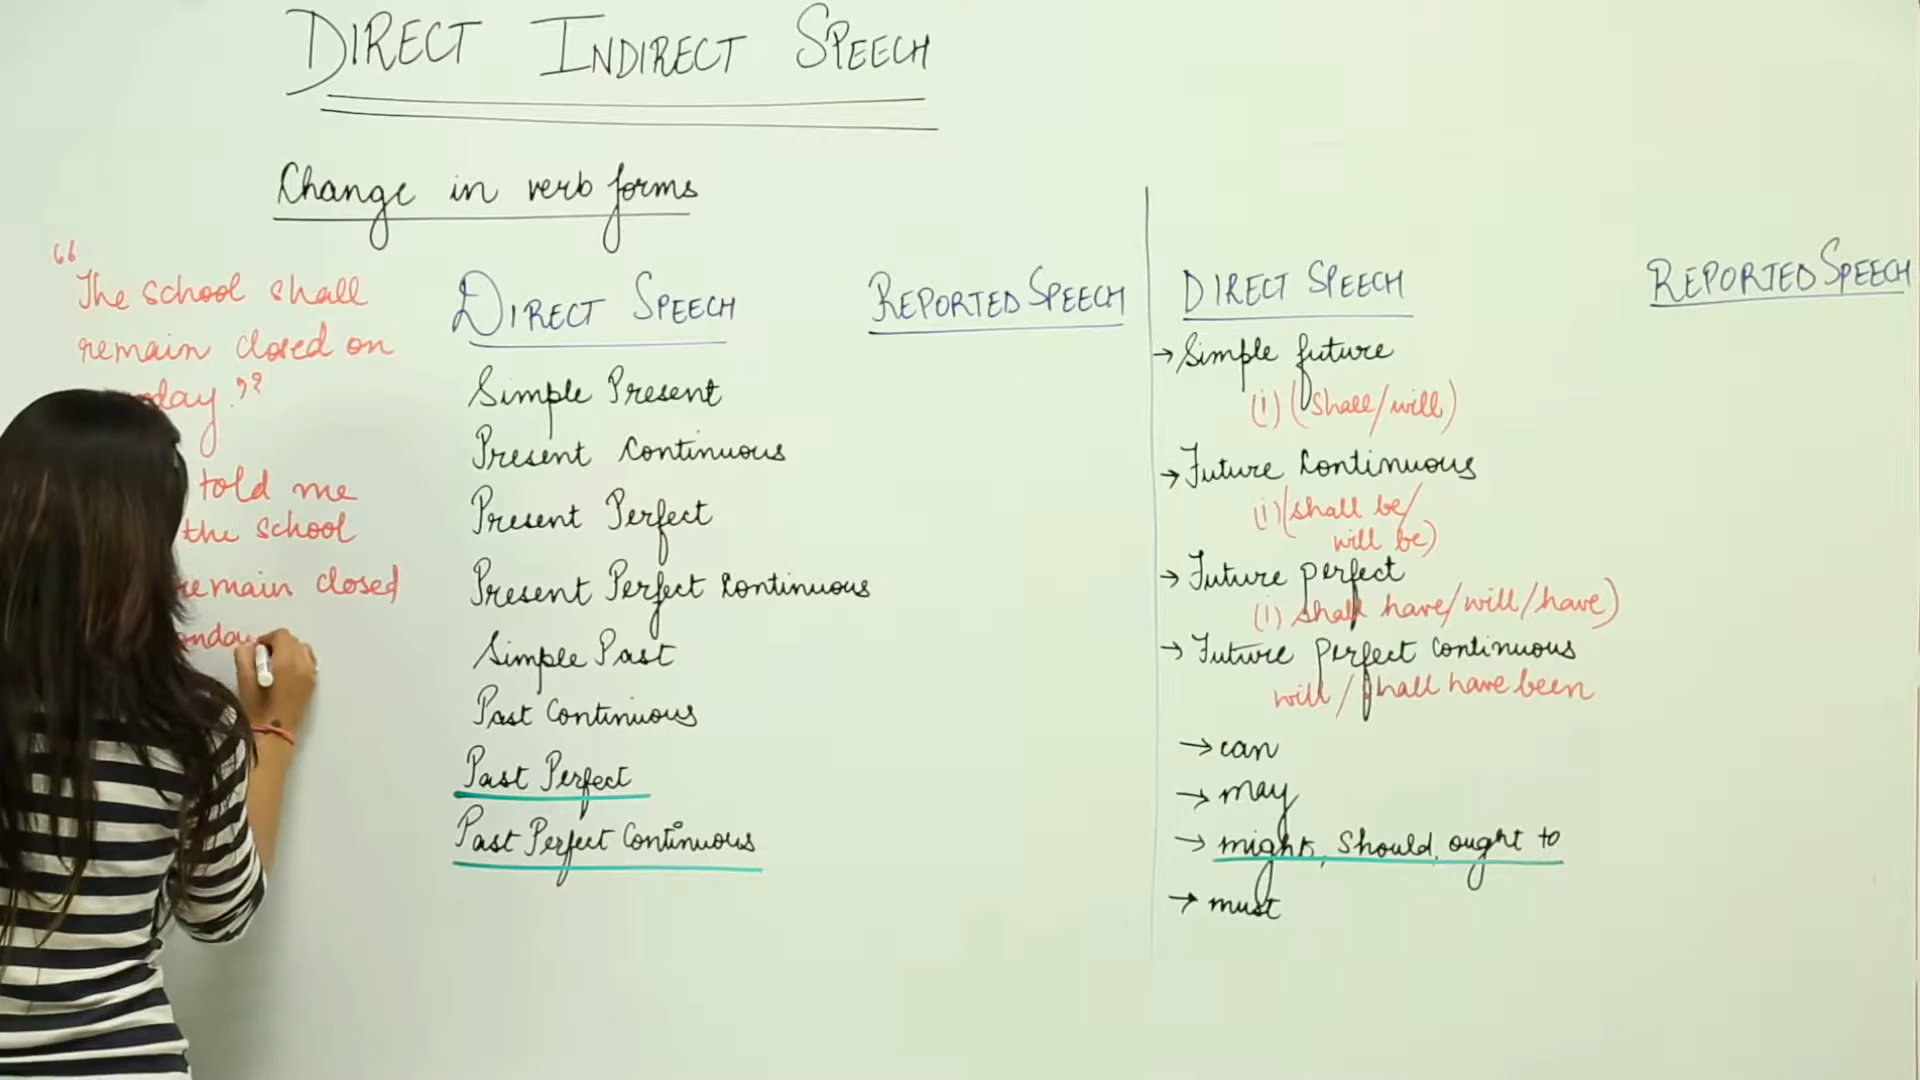 DIRECT INDIRECT SPEECH
Change in verb forms
“
The school shall
remain closed on
day.”
told me
the school
remain closed
onday
DIRECT SPEECH
REPORTED SPEECH
Simple Present
Present Continuous
Present Perfect
Present Perfect Continuous
Simple Past
Past Continuous
Past Perfect
Past Perfect Continuous
DIRECT SPEECH
REPORTED SPEECH
→ Simple future
(i) (shall/will)
→ Future Continuous
(i) (shall be/
will be)
→ Future perfect
(i) shall have/will/have)
→ Future perfect continuous
will / shall have been
→ can
→ may
→ might, Should, ought to
→ must